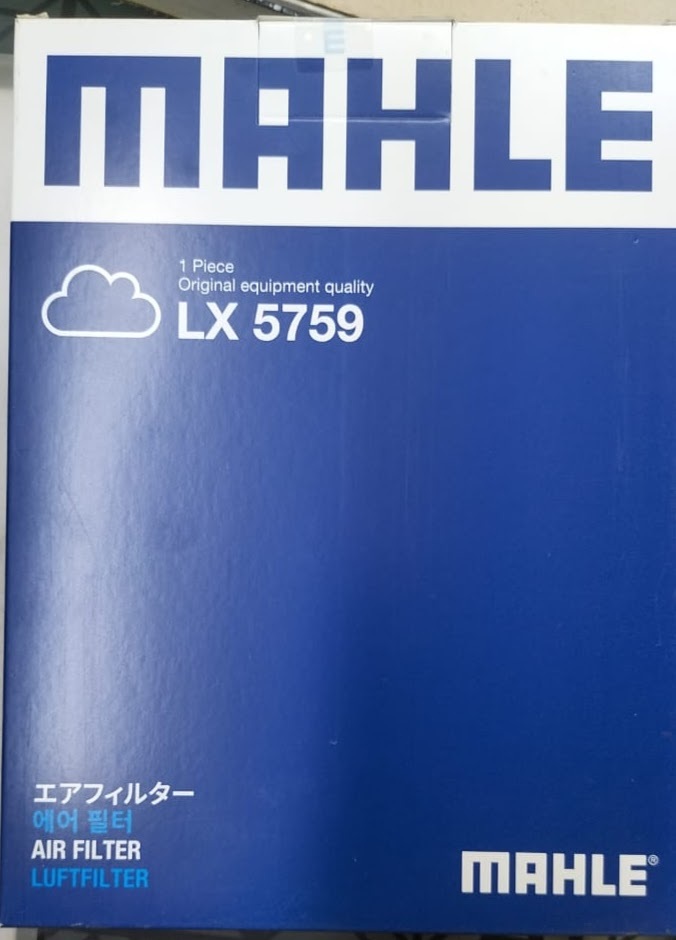 MAHLE
1 Piece
Original equipment quality
LX 5759
エアフィルター
에어 필터
AIR FILTER
LUFTFILTER
MAHLE®